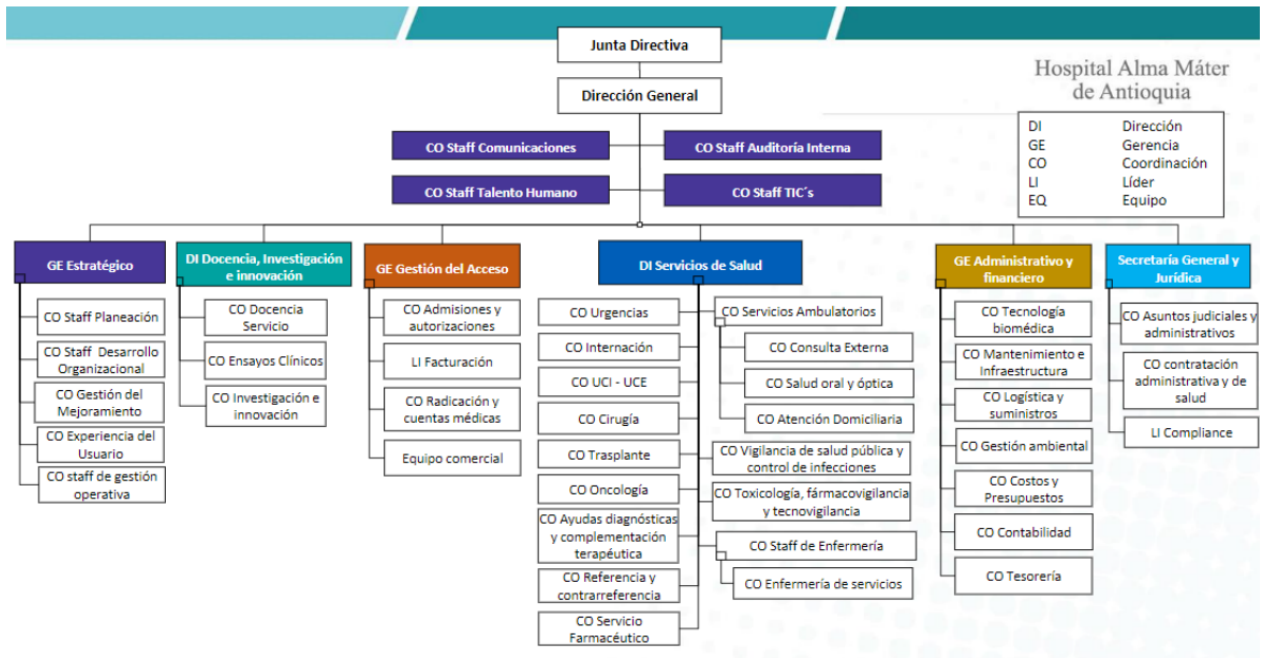 Junta Directiva
Dirección General
Hospital Alma Máter
de Antioquia
DI Dirección
GE Gerencia
CO Coordinación
LI Líder
EQ Equipo
CO Staff Comunicaciones
CO Staff Auditoría Interna
CO Staff Talento Humano
CO Staff TIC´s
GE Estratégico
CO Staff Planeación
CO Staff Desarrollo
Organizacional
CO Gestión del
Mejoramiento
CO Experiencia del
Usuario
CO staff de gestión
operativa
DI Docencia, Investigación
e innovación
CO Docencia
Servicio
CO Ensayos Clínicos
CO Investigación e
innovación
GE Gestión del Acceso
CO Admisiones y
autorizaciones
LI Facturación
CO Radicación y
cuentas médicas
Equipo comercial
DI Servicios de Salud
CO Urgencias
CO Internación
CO UCI - UCE
CO Cirugía
CO Trasplante
CO Oncología
CO Ayudas diagnósticas
y complementación
terapéutica
CO Referencia y
contrarreferencia
CO Servicio
Farmacéutico
CO Servicios Ambulatorios
CO Consulta Externa
CO Salud oral y óptica
CO Atención Domiciliaria
CO Vigilancia de salud pública y
control de infecciones
CO Toxicología, fármacovigilancia
y tecnovigilancia
CO Staff de Enfermería
CO Enfermería de servicios
GE Administrativo y
financiero
CO Tecnología
biomédica
CO Mantenimiento e
Infraestructura
CO Logística y
suministros
CO Gestión ambiental
CO Costos y
Presupuestos
CO Contabilidad
CO Tesorería
Secretaría General y
Jurídica
CO Asuntos judiciales y
administrativos
CO contratación
administrativa y de
salud
LI Compliance